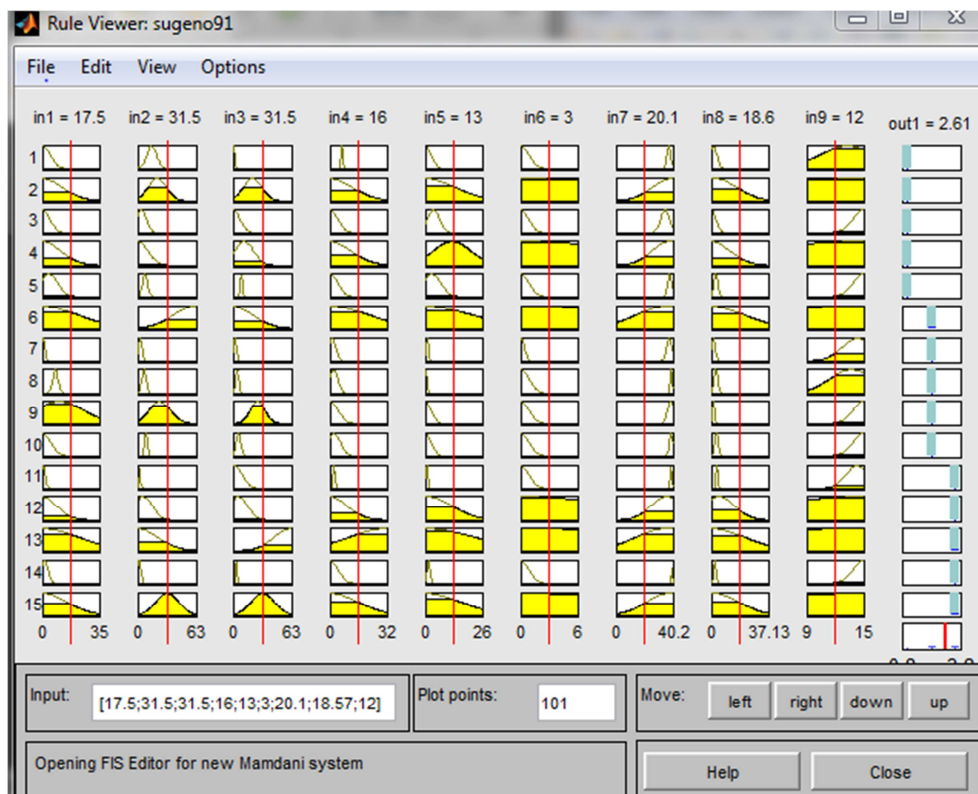 Rule Viewer: sugeno91
File Edit View Options
in1 = 17.5 in2 = 31.5 in3 = 31.5 in4 = 16 in5 = 13 in6 = 3 in7 = 20.1 in8 = 18.6 in9 = 12 out1 = 2.61
1
2
3
4
5
6
7
8
9
10
11
12
13
14
15
0 35 0 63 0 63 0 32 0 26 0 6 0 40.2 0 37.13 9 15
Input: [17.5;31.5;31.5;16;13;3;20.1;18.57;12] Plot points: 101 Move: left right down up
Opening FIS Editor for new Mamdani system Help Close